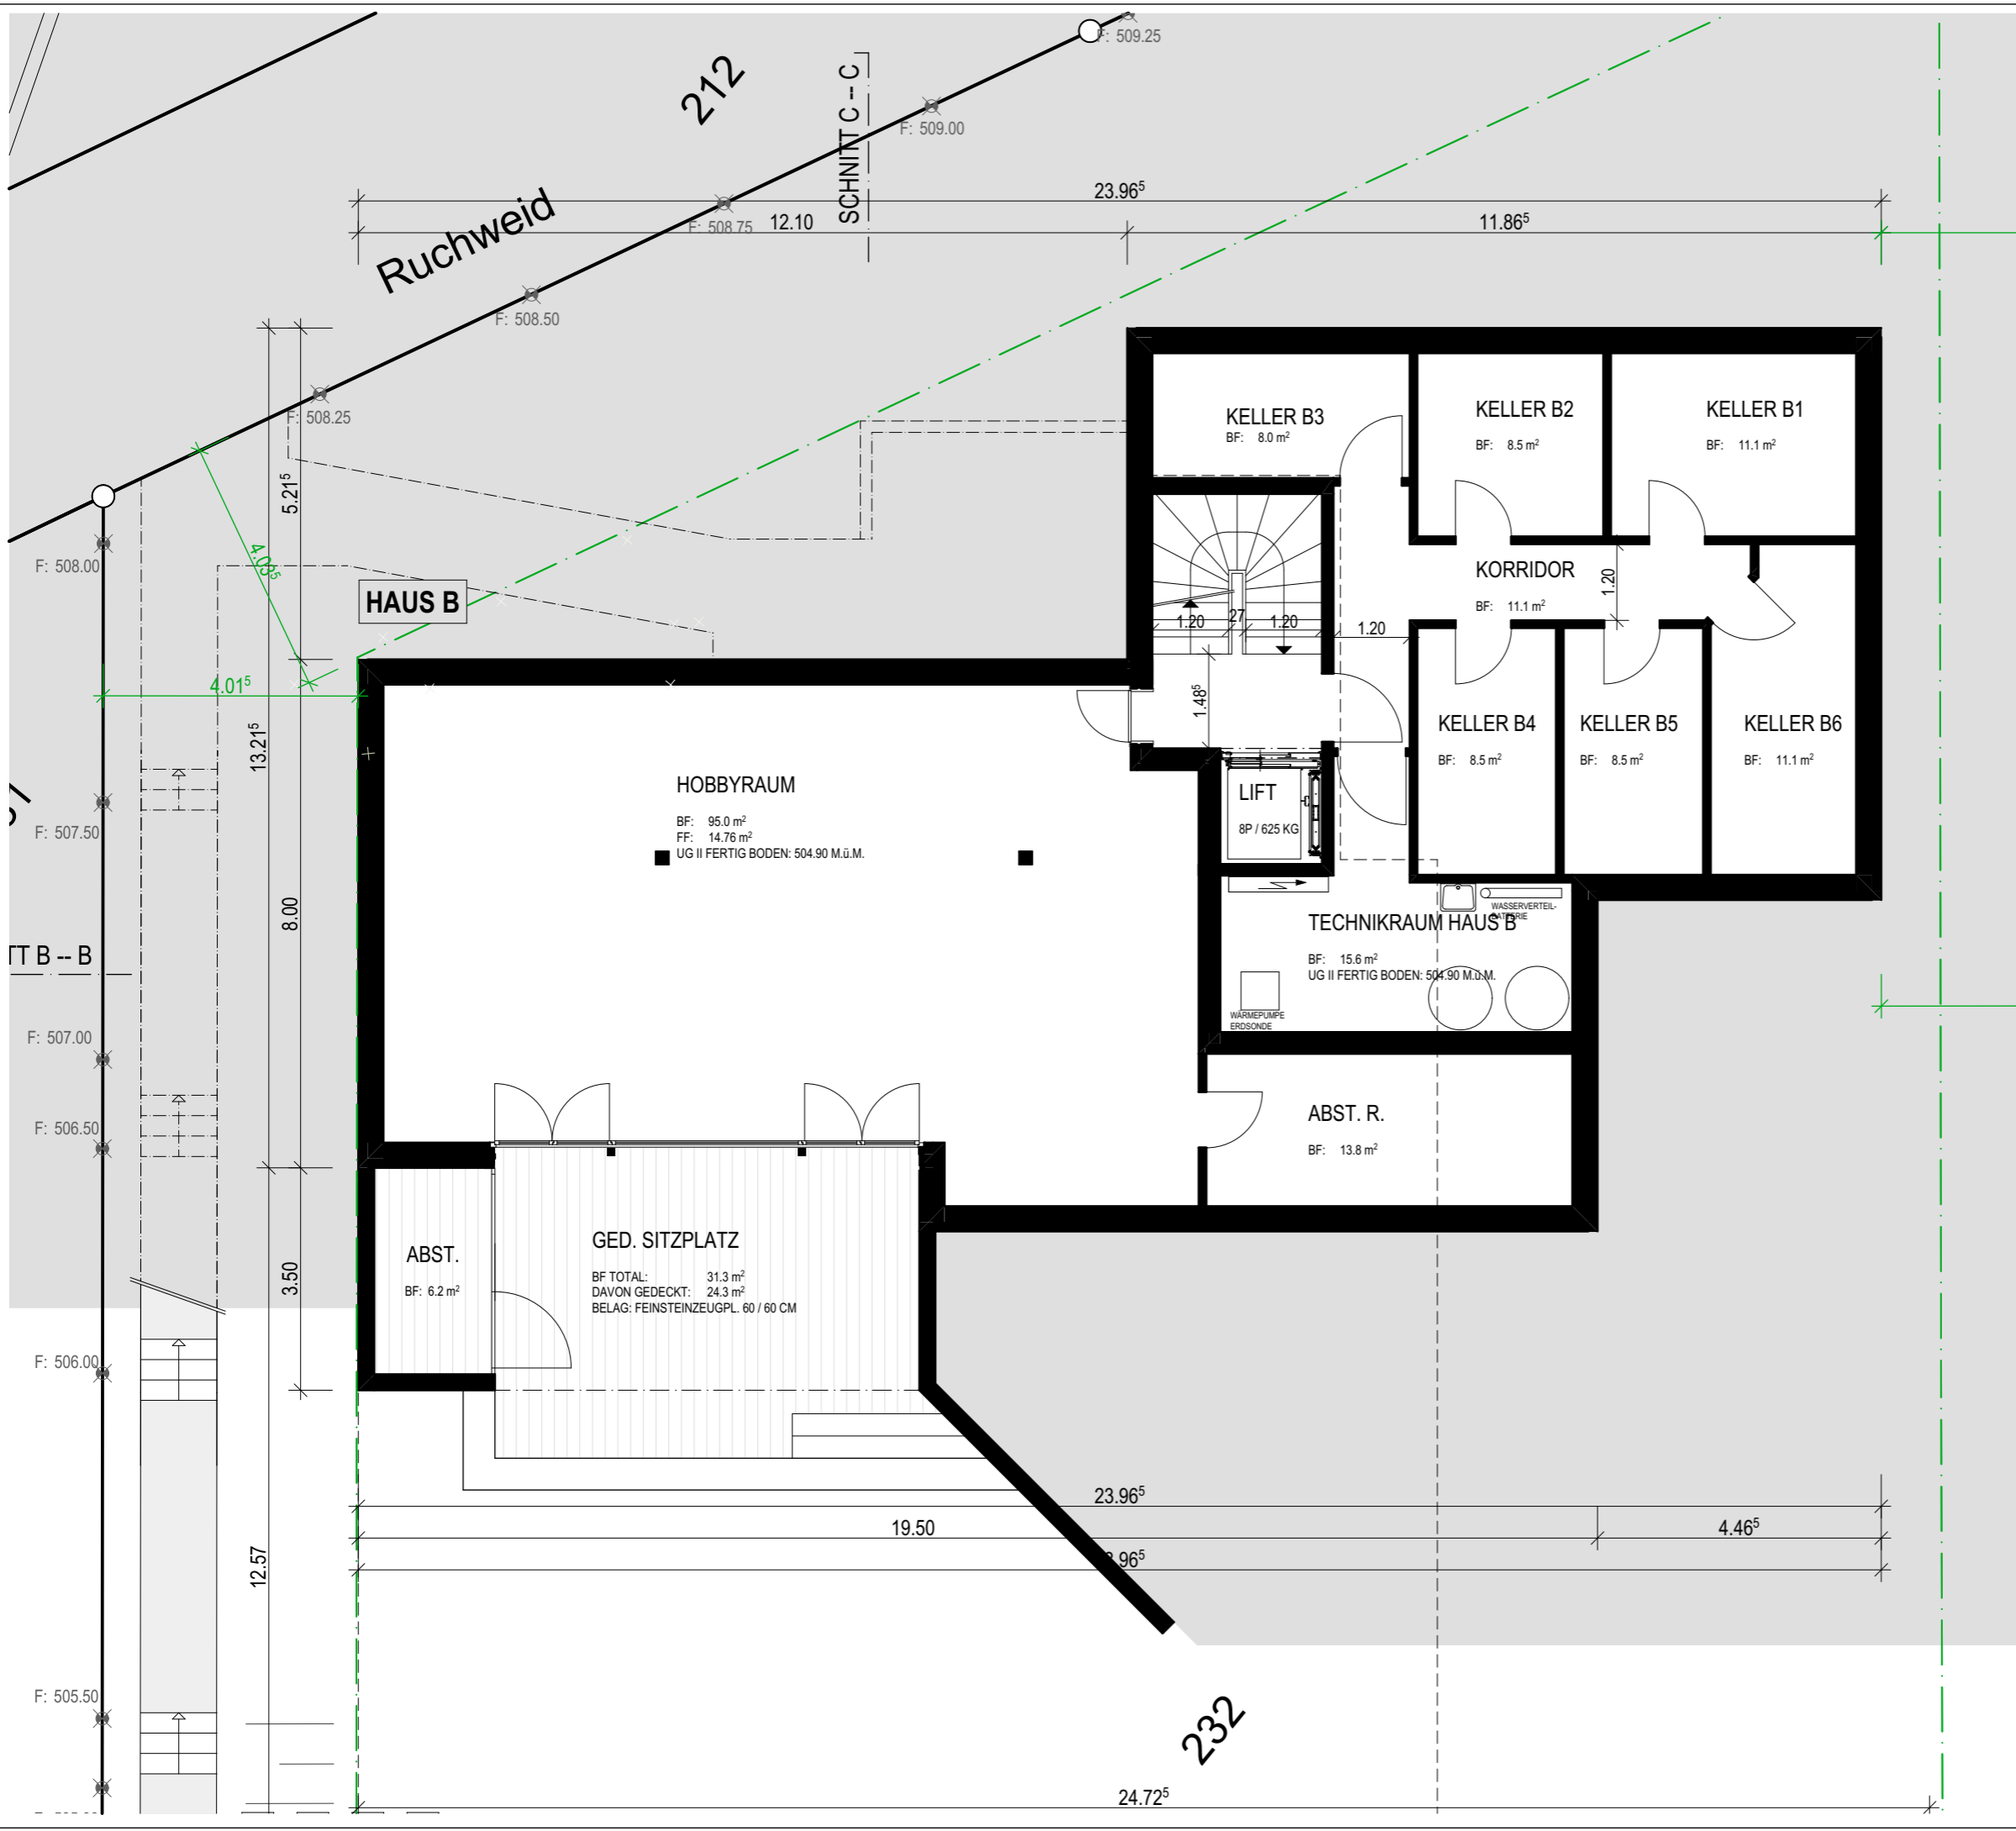 F: 509.25
212
SCHNITT C -- C
F: 509.00
23.96⁵
F: 508.75
12.10
11.86⁵
Ruchweid
F: 508.50
F: 508.25
5.21⁵
KELLER B3
BF: 8.0 m²
KELLER B2
BF: 8.5 m²
KELLER B1
BF: 11.1 m²
F: 508.00
4.03⁵
HAUS B
KORRIDOR
BF: 11.1 m²
1.20
1.20
27
1.20
1.20
4.01⁵
1.48⁵
13.21⁵
KELLER B4
BF: 8.5 m²
KELLER B5
BF: 8.5 m²
KELLER B6
BF: 11.1 m²
HOBBYRAUM
BF: 95.0 m²
FF: 14.76 m²
UG II FERTIG BODEN: 504.90 M.ü.M.
LIFT
8P / 625 KG
F: 507.50
8.00
WASSERVERTEIL-
BATTERIE
TECHNIKRAUM HAUS B
BF: 15.6 m²
UG II FERTIG BODEN: 504.90 M.ü.M.
TT B -- B
WÄRMEPUMPE
ERDSONDE
F: 507.00
F: 506.50
ABST. R.
BF: 13.8 m²
3.50
ABST.
BF: 6.2 m²
GED. SITZPLATZ
BF TOTAL: 31.3 m²
DAVON GEDECKT: 24.3 m²
BELAG: FEINSTEINZEUGPL. 60 / 60 CM
F: 506.00
23.96⁵
19.50
4.46⁵
.96⁵
12.57
F: 505.50
232
24.72⁵